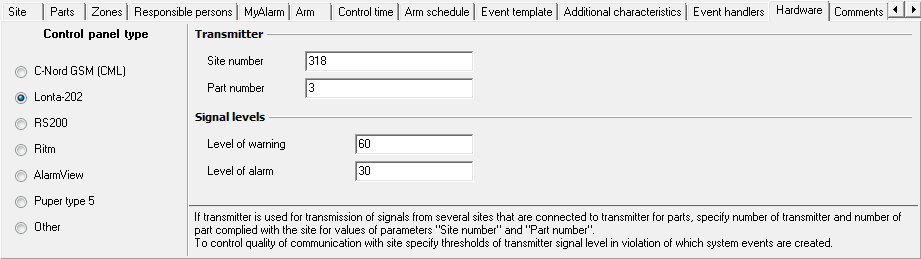 Site Parts Zones Responsible persons MyAlarm Arm Control time Arm schedule Event template Additional characteristics Event handlers Hardware Comments
Control panel type
C-Nord GSM (CML)
Lonta-202
RS200
Ritm
AlarmView
Puper type 5
Other
Transmitter
Site number 318
Part number 3
Signal levels
Level of warning 60
Level of alarm 30
If transmitter is used for transmission of signals from several sites that are connected to transmitter for parts, specify number of transmitter and number of
part complied with the site for values of parameters "Site number" and "Part number".
To control quality of communication with site specify thresholds of transmitter signal level in violation of which system events are created.